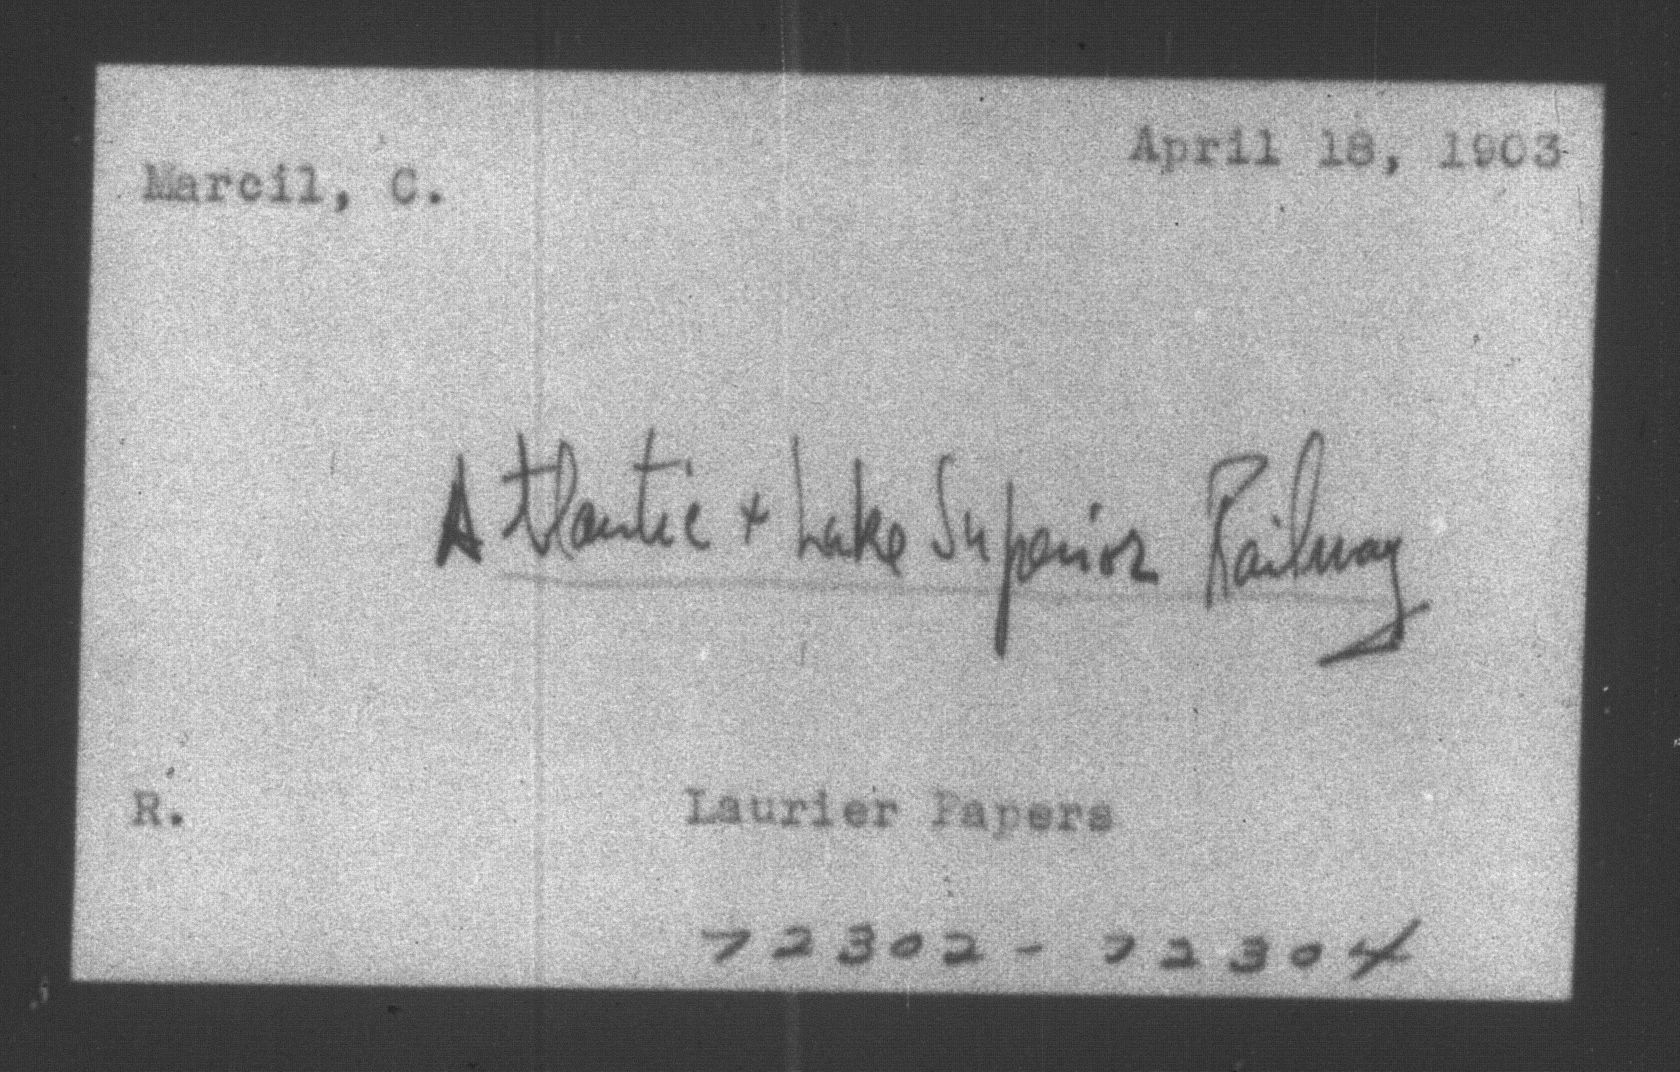 April 18, 1903
Marcil, C.
Atlantic + Lake Superior Railway
R.
Laurier Papers
72302 - 72304